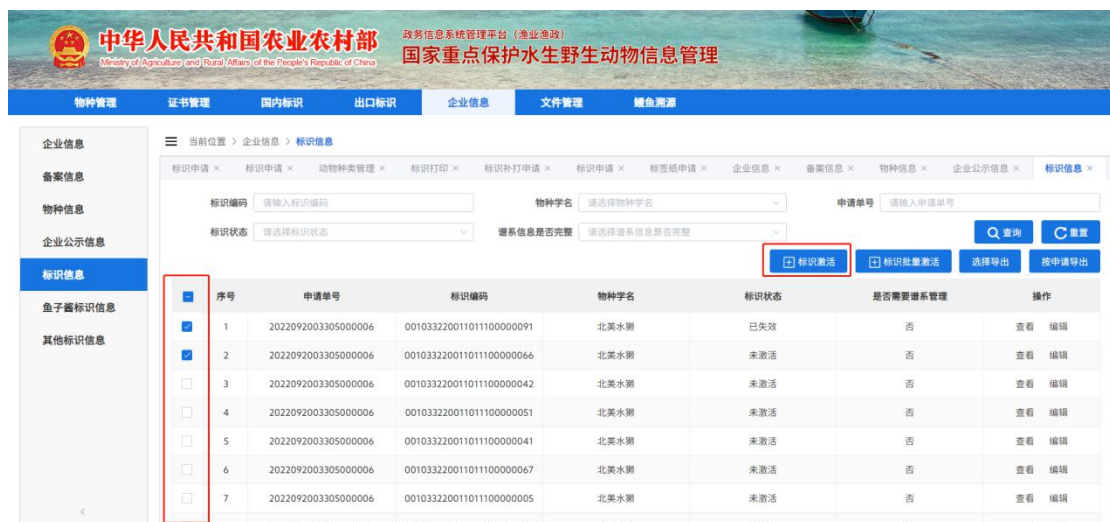 中华人民共和国农业农村部
Ministry of Agriculture and Rural Affairs of the People's Republic of China
政务信息系统管理平台（渔业渔政）
国家重点保护水生野生动物信息管理
物种管理 证书管理 国内标识 出口标识 企业信息 文件管理 鳗鱼溯源
企业信息
备案信息
物种信息
企业公示信息
标识信息
鱼子酱标识信息
其他标识信息
当前位置 > 企业信息 > 标识信息
标识申请 × 标识申请 × 动物种类管理 × 标识打印 × 标识补打申请 × 标识申请 × 标签纸申请 × 企业信息 × 备案信息 × 物种信息 × 企业公示信息 × 标识信息 ×
标识编码 请输入标识编码 物种学名 请选择物种学名 申请单号 请输入申请单号
标识状态 请选择标识状态 谱系信息是否完整 请选择谱系信息是否完整 查询 重置
标识激活 标识批量激活 选择导出 按申请导出
序号 申请单号 标识编码 物种学名 标识状态 是否需要谱系管理 操作
1 2022092003305000006 001033220011011100000091 北美水獭 已失效 否 查看 编辑
2 2022092003305000006 001033220011011100000066 北美水獭 未激活 否 查看 编辑
3 2022092003305000006 001033220011011100000042 北美水獭 未激活 否 查看 编辑
4 2022092003305000006 001033220011011100000051 北美水獭 未激活 否 查看 编辑
5 2022092003305000006 001033220011011100000041 北美水獭 未激活 否 查看 编辑
6 2022092003305000006 001033220011011100000067 北美水獭 未激活 否 查看 编辑
7 2022092003305000006 001033220011011100000005 北美水獭 未激活 否 查看 编辑